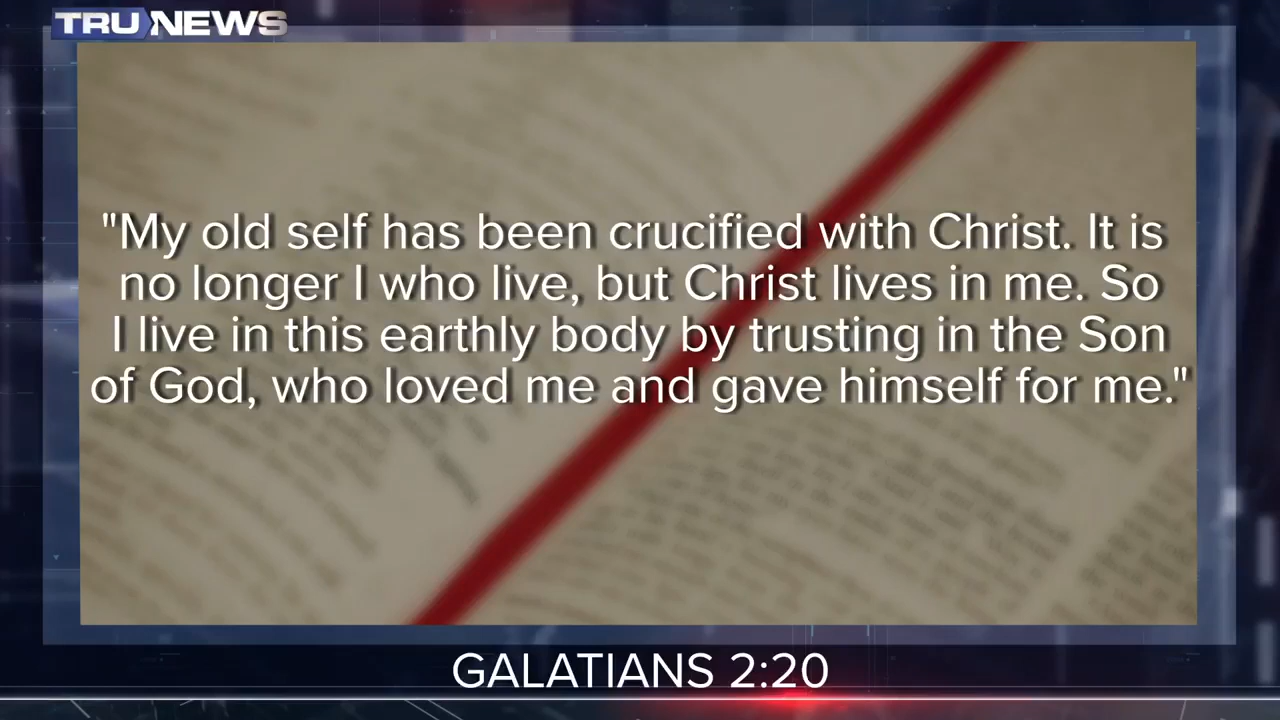 TRUNEWS
"My old self has been crucified with Christ. It is
no longer I who live, but Christ lives in me. So
I live in this earthly body by trusting in the Son
of God, who loved me and gave himself for me."
GALATIANS 2:20